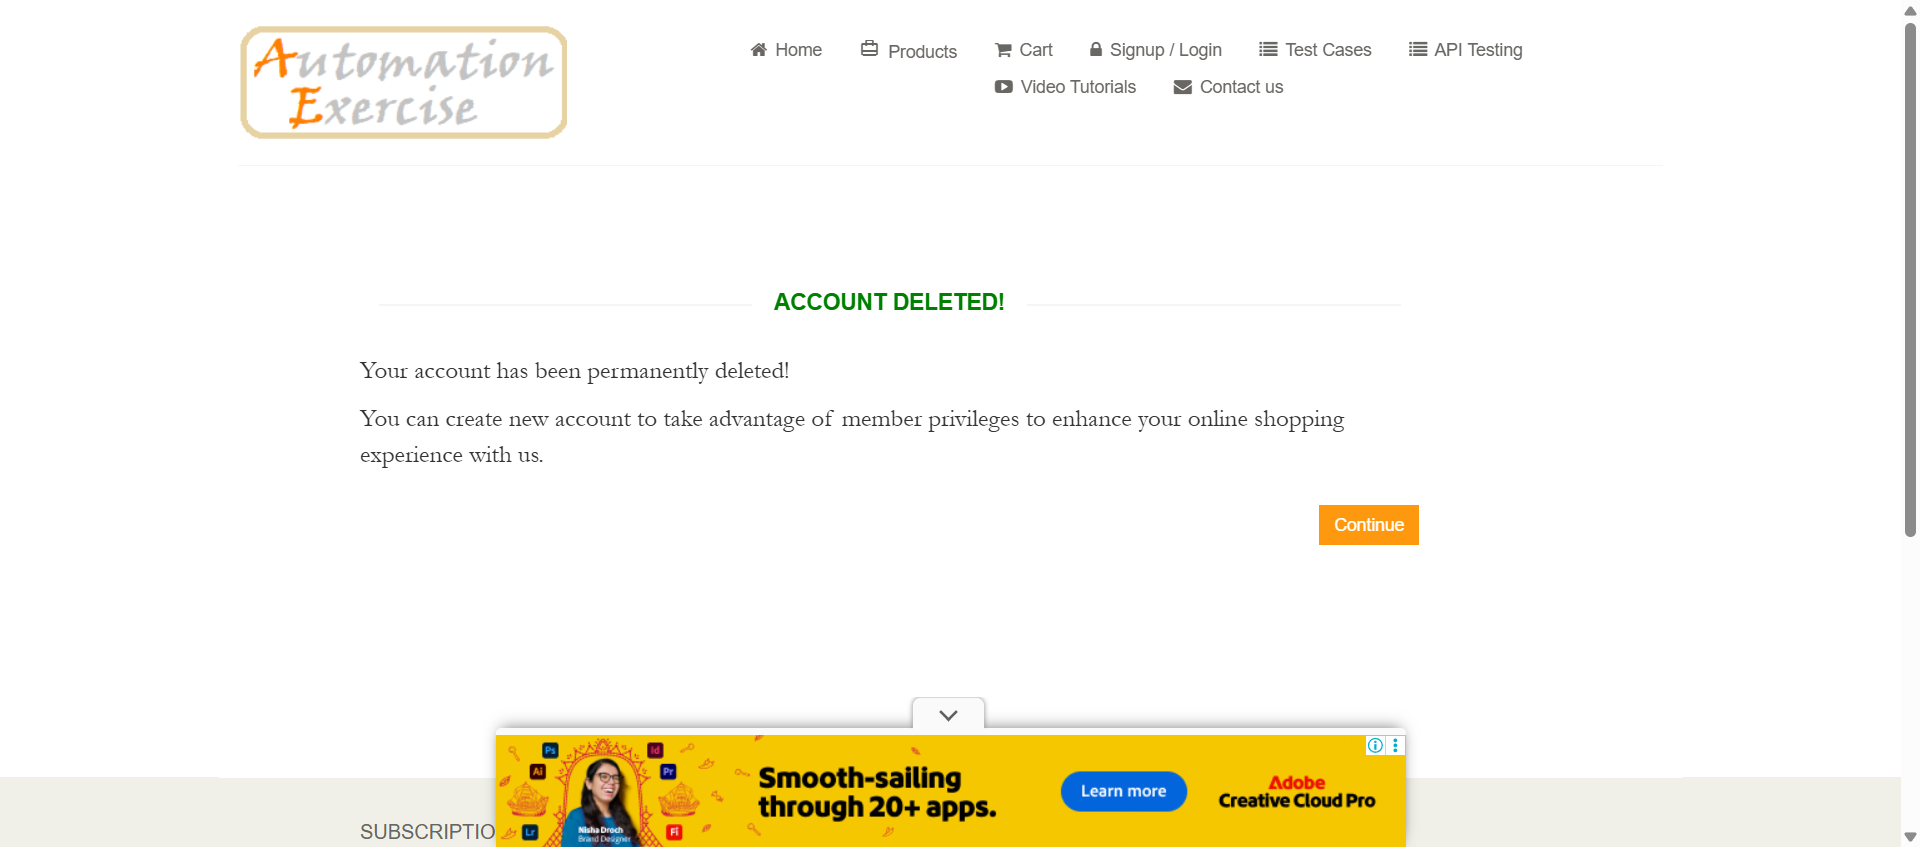 Automation
Exercise
Home
Products
Cart
Signup / Login
Test Cases
API Testing
Video Tutorials
Contact us
ACCOUNT DELETED!
Your account has been permanently deleted!
You can create new account to take advantage of member privileges to enhance your online shopping
experience with us.
Continue
Ps
Id
Ai
Pr
Lr
Fi
Nisha Droch
Brand Designer
Smooth-sailing
through 20+ apps.
Learn more
Adobe
Creative Cloud Pro
SUBSCRIPTIO